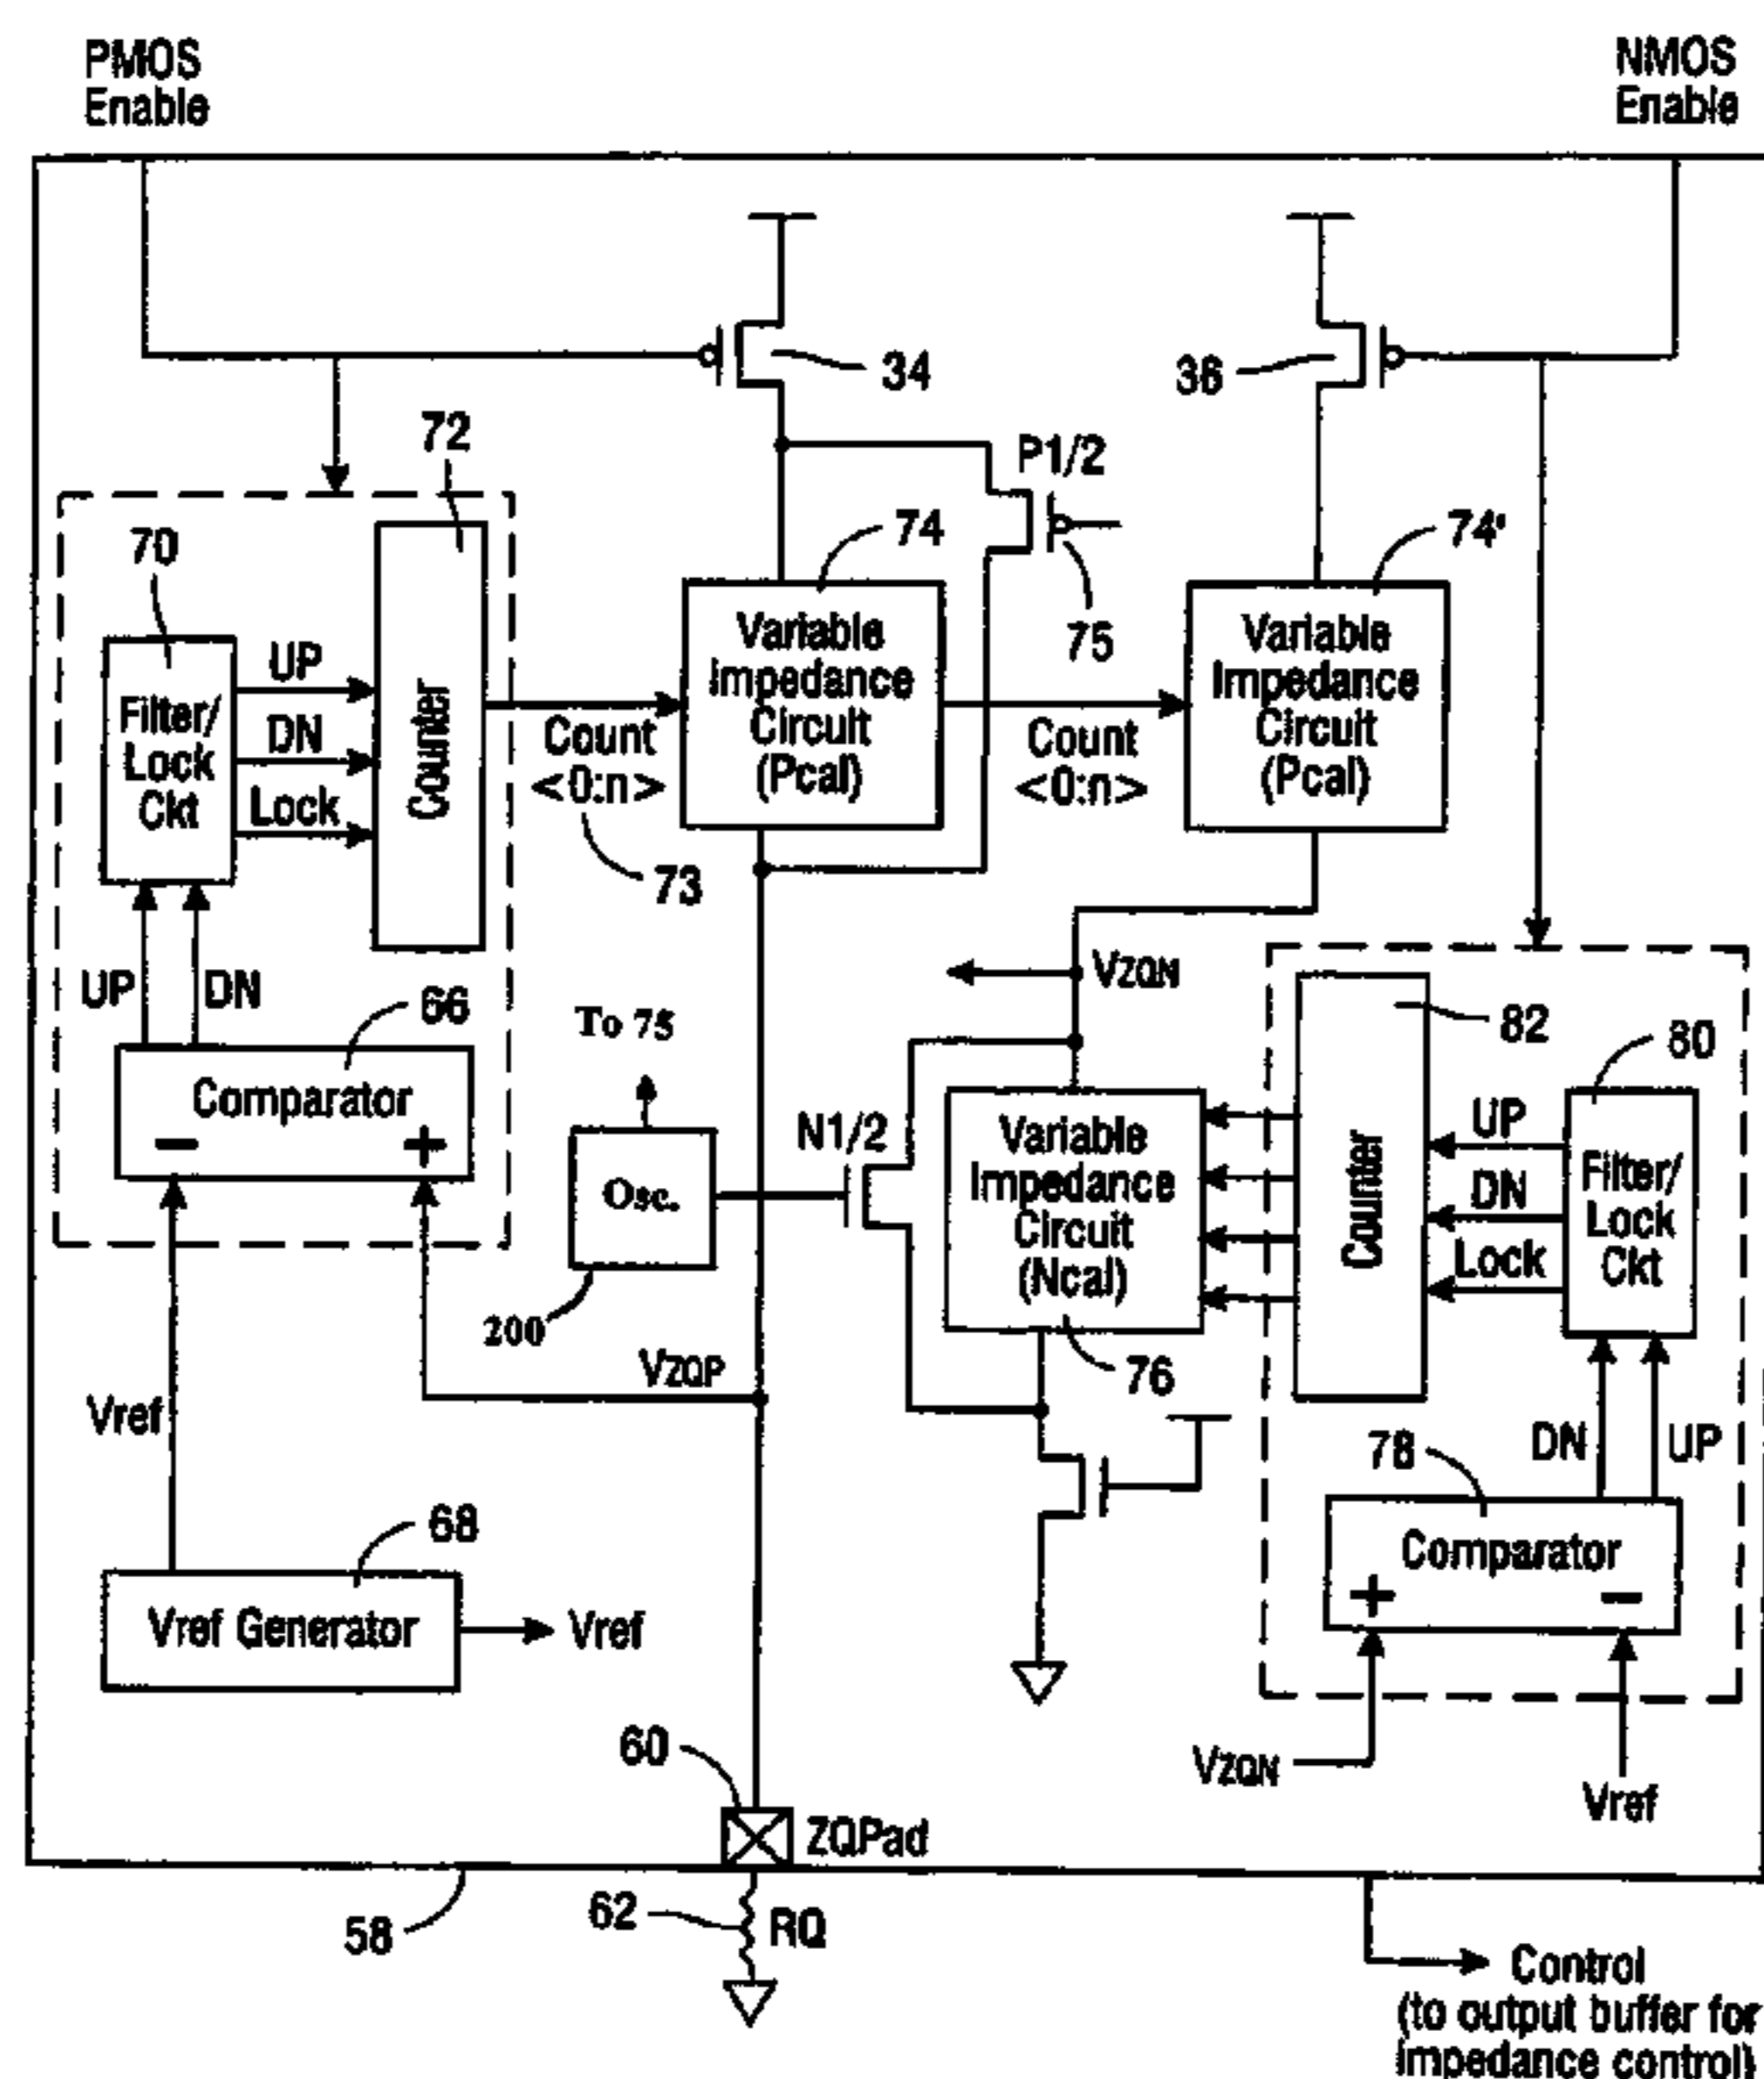 PMOS
Enable
NMOS
Enable
34
36
72
P1/2
70
74
74'
75
UP
DN
Lock
Filter/
Lock
Ckt
Counter
Variable
Impedance
Circuit
(Pcal)
Count
<0:n>
73
Count
<0:n>
Variable
Impedance
Circuit
(Pcal)
UP
DN
66
To 75
VZQN
82
80
Comparator
− +
Osc.
200
N1/2
Variable
Impedance
Circuit
(Ncal)
76
Counter
UP
DN
Lock
Filter/
Lock
Ckt
VZQP
Vref
DN
UP
78
Comparator
+ −
68
Vref Generator
Vref
VZQN
Vref
60
ZQPad
58
62
RQ
Control
(to output buffer for
impedance control)